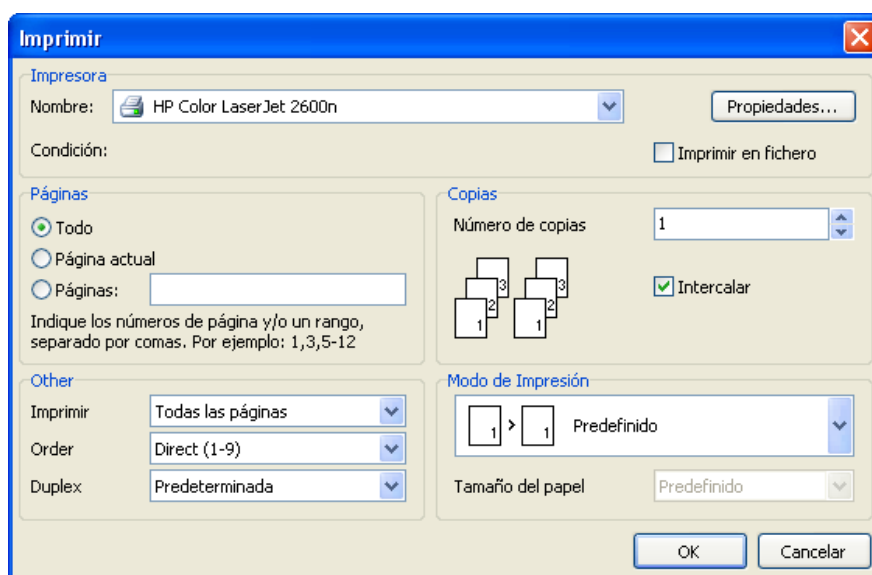 Imprimir
Impresora
Nombre: HP Color LaserJet 2600n Propiedades...
Condición: Imprimir en fichero
Páginas
Todo
Página actual
Páginas:
Indique los números de página y/o un rango,
separado por comas. Por ejemplo: 1,3,5-12
Copias
Número de copias 1
1 2 3 1 2 3 Intercalar
Other
Imprimir Todas las páginas
Order Direct (1-9)
Duplex Predeterminada
Modo de Impresión
1 > 1 Predefinido
Tamaño del papel Predefinido
OK Cancelar